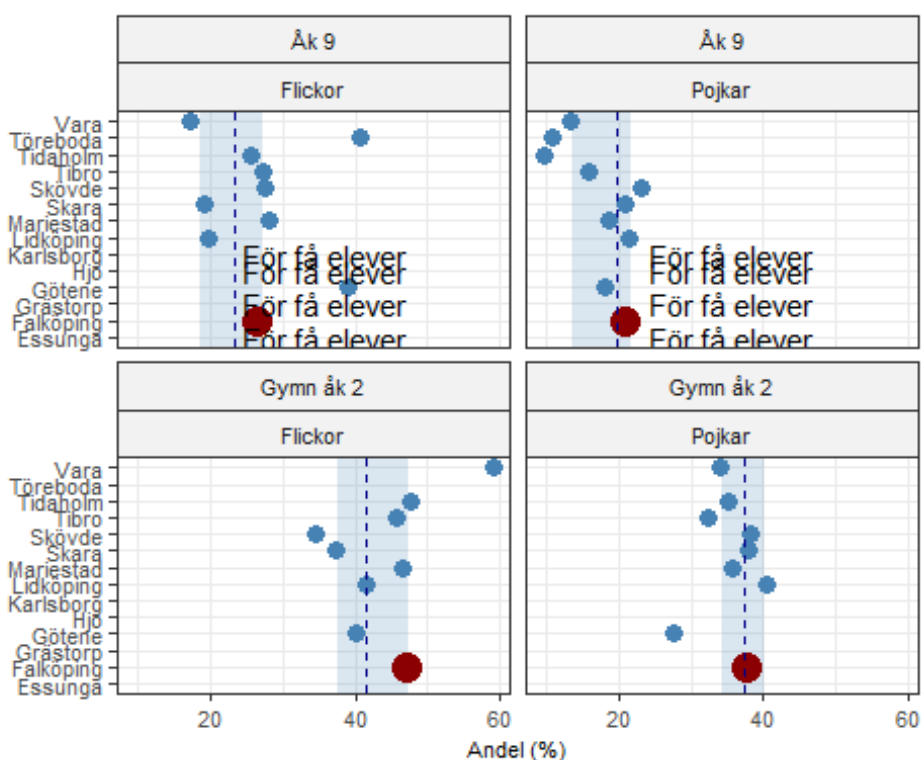 Åk 9
Åk 9
Flickor
Pojkar
Vara
Töreboda
Tidaholm
Tibro
Skövde
Skara
Mariestad
Lidköping
Karlsborg
Hjo
Götene
Grästorp
Falköping
Essunga
För få elever
För få elever
För få elever
För få elever
För få elever
För få elever
För få elever
För få elever
Gymn åk 2
Gymn åk 2
Flickor
Pojkar
Vara
Töreboda
Tidaholm
Tibro
Skövde
Skara
Mariestad
Lidköping
Karlsborg
Hjo
Götene
Grästorp
Falköping
Essunga
20
40
60
20
40
60
Andel (%)